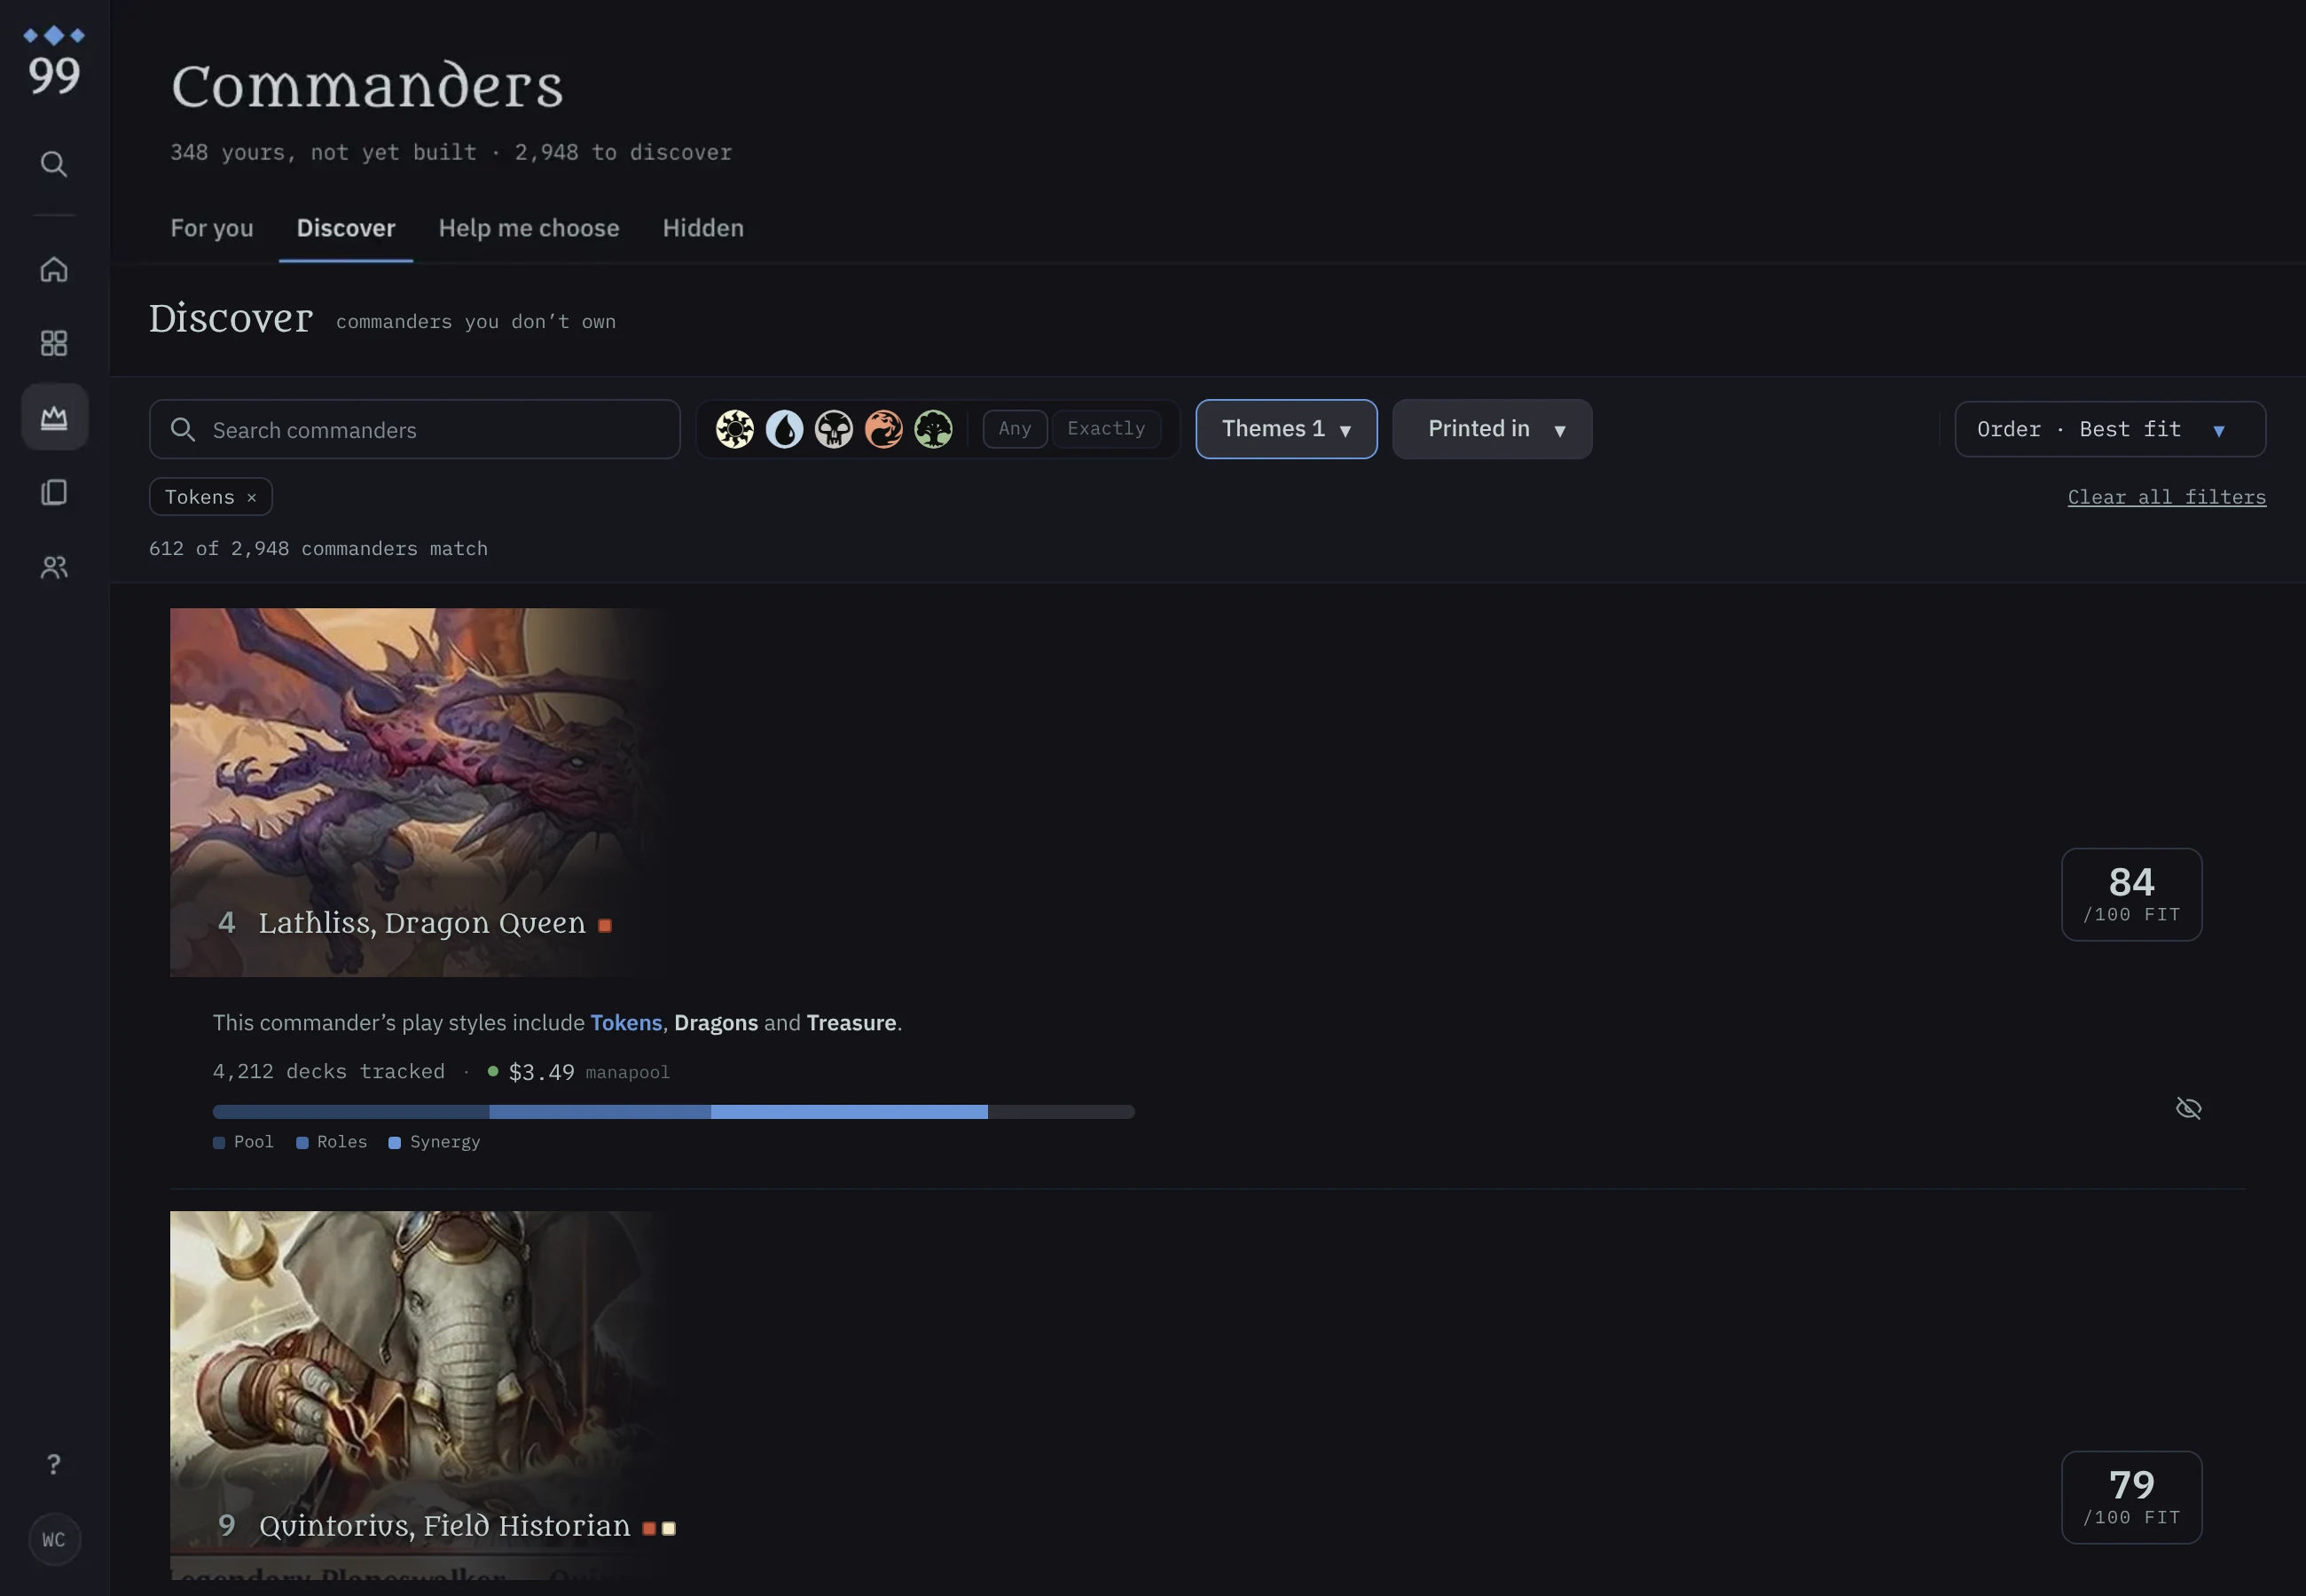 99
Commanders
348 yours, not yet built · 2,948 to discover
For you Discover Help me choose Hidden
Discover commanders you don’t own
Search commanders Any Exactly Themes 1 ▼ Printed in ▼ Order · Best fit ▼
Tokens × Clear all filters
612 of 2,948 commanders match
84
/100 FIT
4 Lathliss, Dragon Queen
This commander’s play styles include Tokens, Dragons and Treasure.
4,212 decks tracked · $3.49 manapool
Pool Roles Synergy
79
/100 FIT
9 Quintorius, Field Historian
Legendary Planeswalker
?
WC